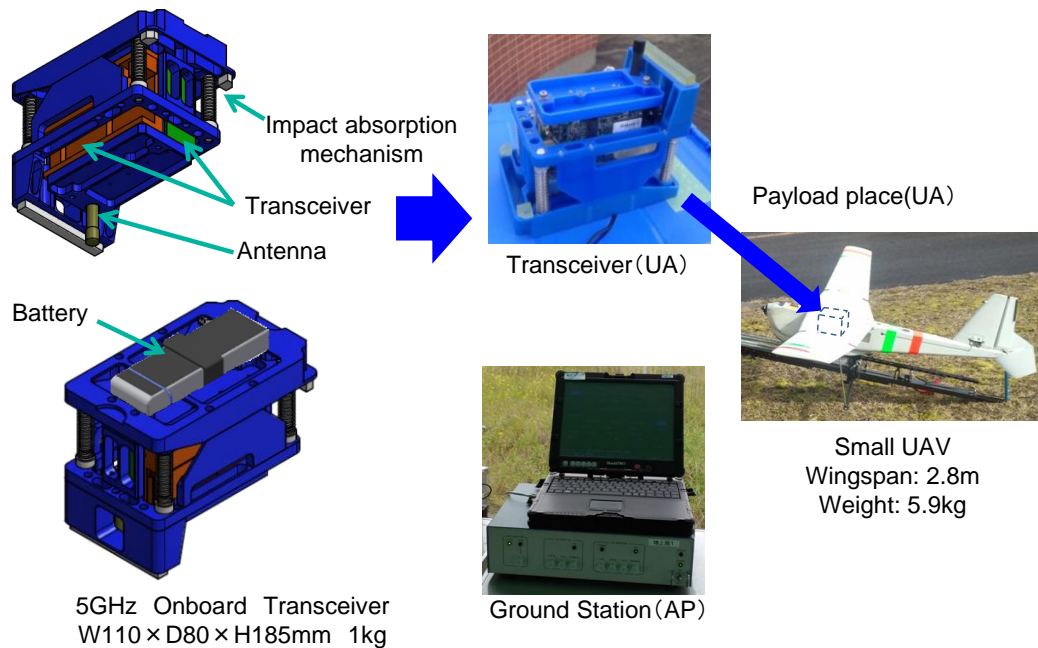 Impact absorption
mechanism
Transceiver
Antenna
Battery
5GHz Onboard Transceiver
W110×D80×H185mm 1kg
Transceiver（UA）
Ground Station（AP）
Payload place(UA）
Small UAV
Wingspan: 2.8m
Weight: 5.9kg